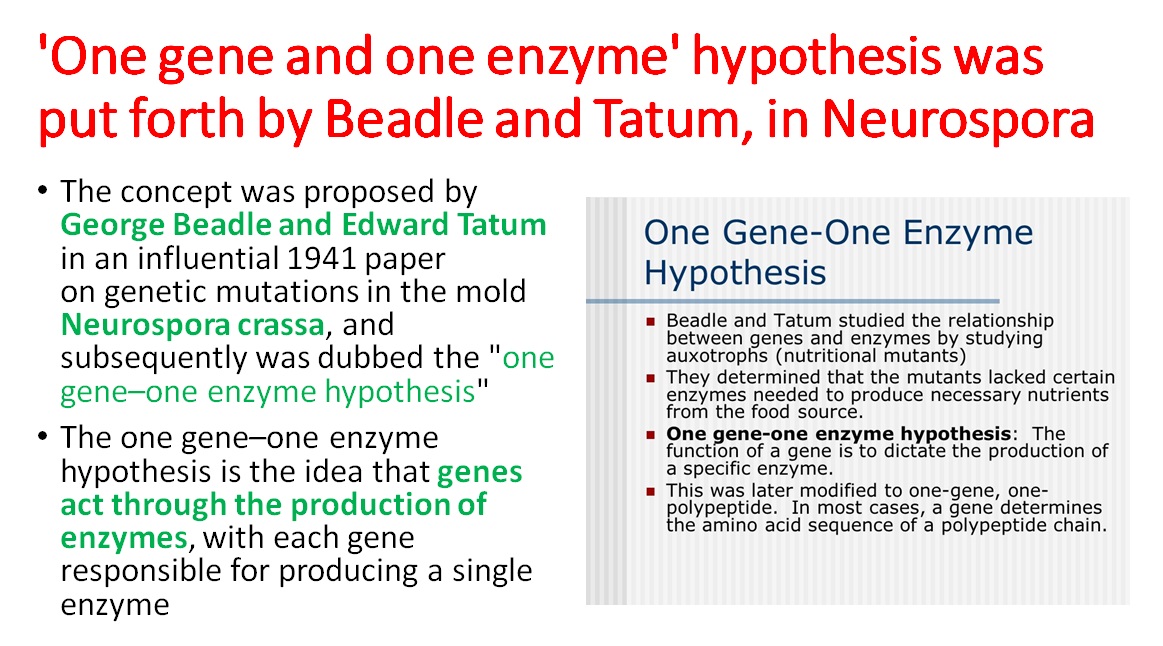 'One gene and one enzyme' hypothesis was
put forth by Beadle and Tatum, in Neurospora
• The concept was proposed by
George Beadle and Edward Tatum
in an influential 1941 paper
on genetic mutations in the mold
Neurospora crassa, and
subsequently was dubbed the "one
gene–one enzyme hypothesis"
• The one gene–one enzyme
hypothesis is the idea that genes
act through the production of
enzymes, with each gene
responsible for producing a single
enzyme
One Gene-One Enzyme
Hypothesis
Beadle and Tatum studied the relationship
between genes and enzymes by studying
auxotrophs (nutritional mutants)
They determined that the mutants lacked certain
enzymes needed to produce necessary nutrients
from the food source.
One gene-one enzyme hypothesis: The
function of a gene is to dictate the production of
a specific enzyme.
This was later modified to one-gene, one-
polypeptide. In most cases, a gene determines
the amino acid sequence of a polypeptide chain.